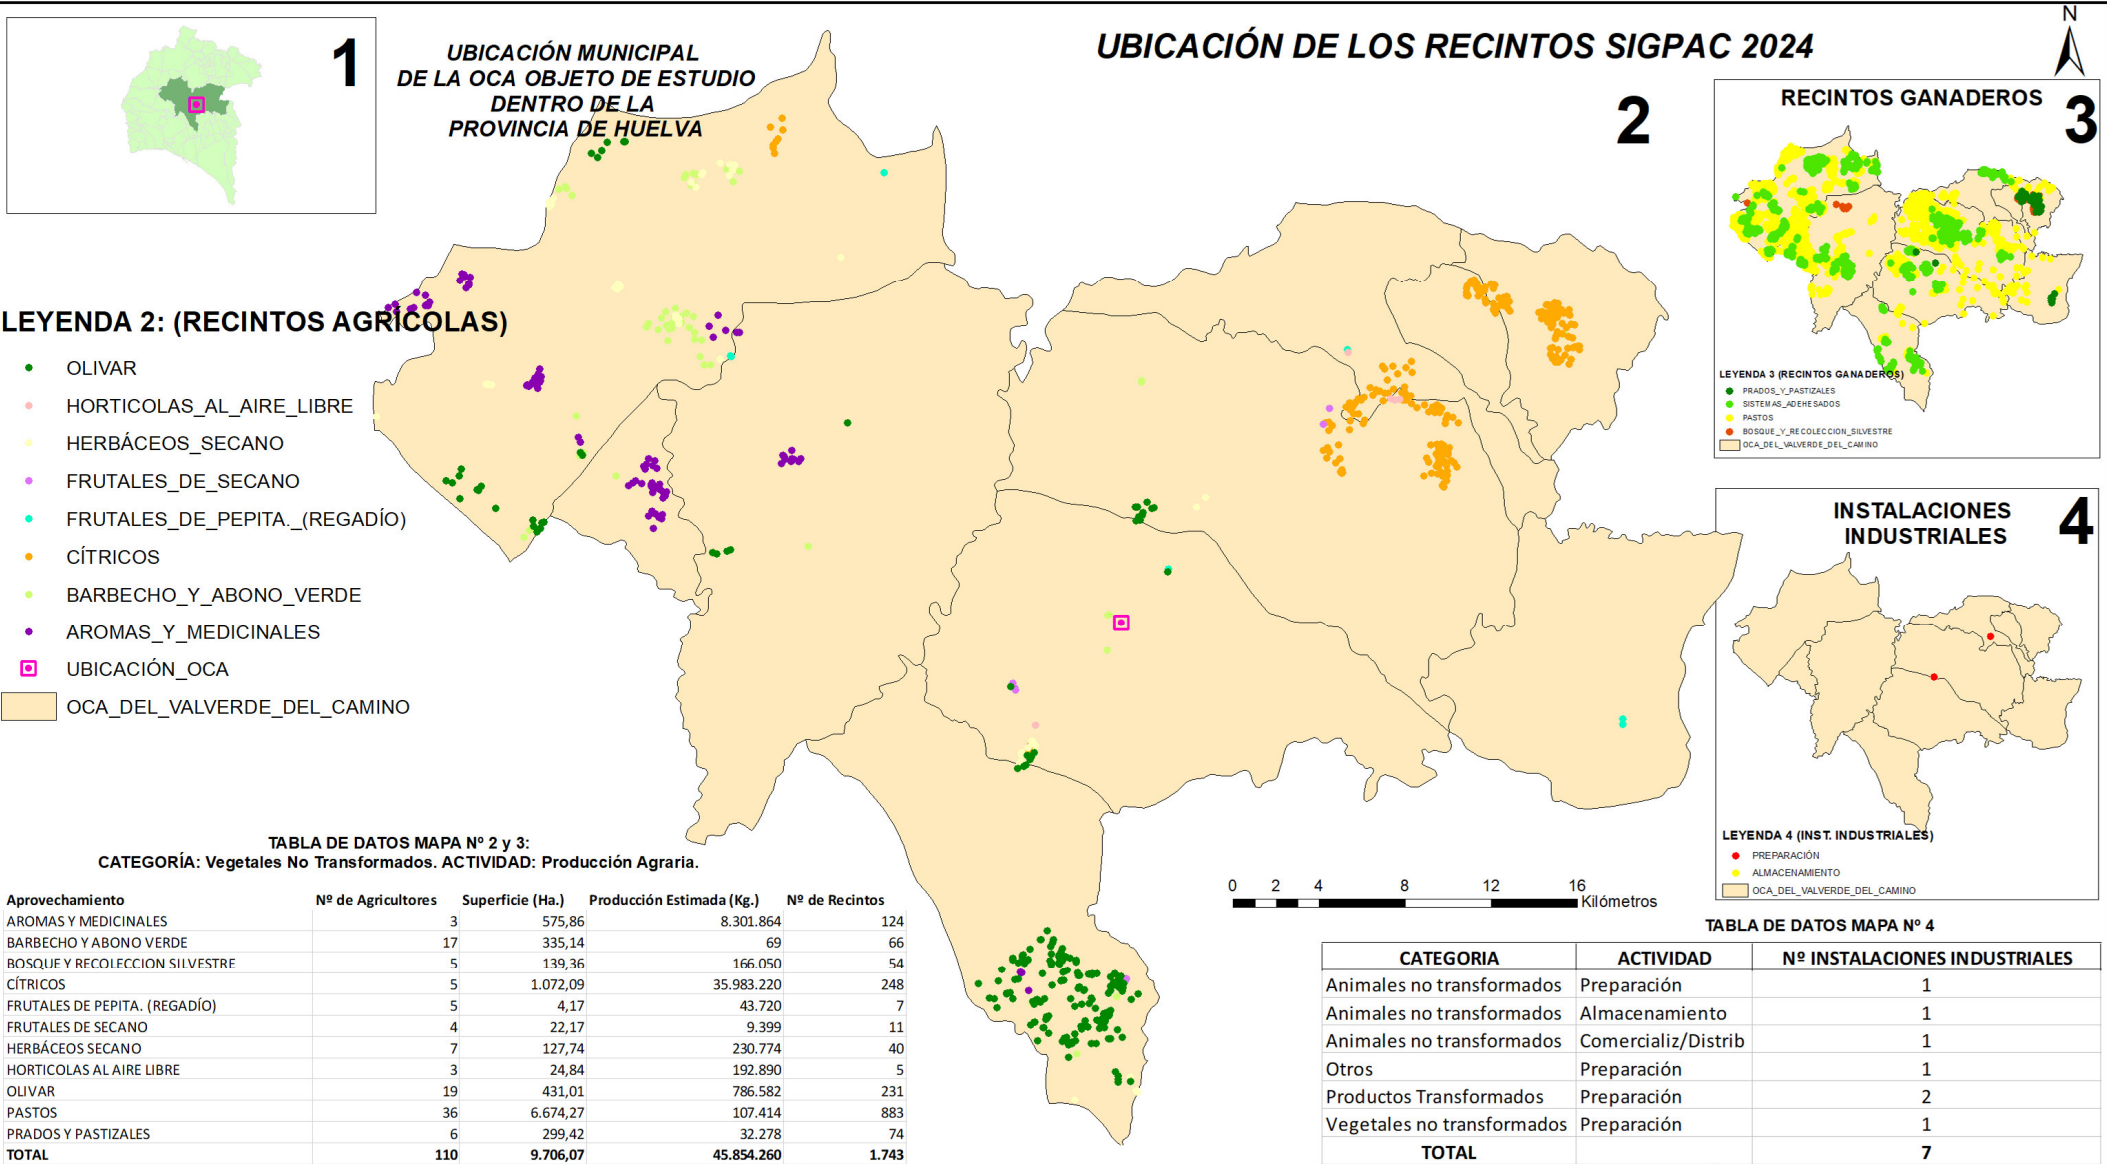 1
UBICACIÓN MUNICIPAL
DE LA OCA OBJETO DE ESTUDIO
DENTRO DE LA
PROVINCIA DE HUELVA
UBICACIÓN DE LOS RECINTOS SIGPAC 2024
N
2
RECINTOS GANADEROS
3
LEYENDA 3 (RECINTOS GANADEROS)
PRADOS_Y_PASTIZALES
SISTEMAS_ADEHESADOS
PASTOS
BOSQUE_Y_RECOLECCION_SILVESTRE
OCA_DEL_VALVERDE_DEL_CAMINO
LEYENDA 2: (RECINTOS AGRÍCOLAS)
OLIVAR
HORTICOLAS_AL_AIRE_LIBRE
HERBÁCEOS_SECANO
FRUTALES_DE_SECANO
FRUTALES_DE_PEPITA._(REGADÍO)
CÍTRICOS
BARBECHO_Y_ABONO_VERDE
AROMAS_Y_MEDICINALES
UBICACIÓN_OCA
OCA_DEL_VALVERDE_DEL_CAMINO
INSTALACIONES
INDUSTRIALES
4
LEYENDA 4 (INST. INDUSTRIALES)
PREPARACIÓN
ALMACENAMIENTO
OCA_DEL_VALVERDE_DEL_CAMINO
0 2 4 8 12 16
Kilómetros
TABLA DE DATOS MAPA Nº 2 y 3:
CATEGORÍA: Vegetales No Transformados. ACTIVIDAD: Producción Agraria.
Aprovechamiento Nº de Agricultores Superficie (Ha.) Producción Estimada (Kg.) Nº de Recintos
AROMAS Y MEDICINALES 3 575,86 8.301.864 124
BARBECHO Y ABONO VERDE 17 335,14 69 66
BOSQUE Y RECOLECCION SILVESTRE 5 139,36 166.050 54
CÍTRICOS 5 1.072,09 35.983.220 248
FRUTALES DE PEPITA. (REGADÍO) 5 4,17 43.720 7
FRUTALES DE SECANO 4 22,17 9.399 11
HERBÁCEOS SECANO 7 127,74 230.774 40
HORTICOLAS AL AIRE LIBRE 3 24,84 192.890 5
OLIVAR 19 431,01 786.582 231
PASTOS 36 6.674,27 107.414 883
PRADOS Y PASTIZALES 6 299,42 32.278 74
TOTAL 110 9.706,07 45.854.260 1.743
TABLA DE DATOS MAPA Nº 4
CATEGORIA ACTIVIDAD Nº INSTALACIONES INDUSTRIALES
Animales no transformados Preparación 1
Animales no transformados Almacenamiento 1
Animales no transformados Comercializ/Distrib 1
Otros Preparación 1
Productos Transformados Preparación 2
Vegetales no transformados Preparación 1
TOTAL 7